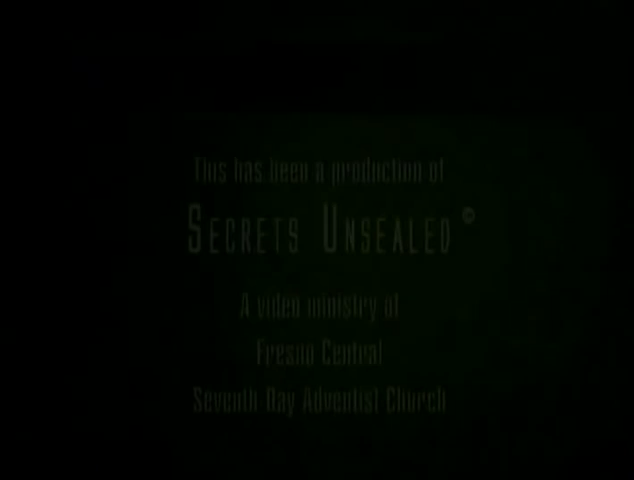 This has been a production of
SECRETS UNSEALED
A video ministry of
Fresno Central
Seventh Day Adventist Church